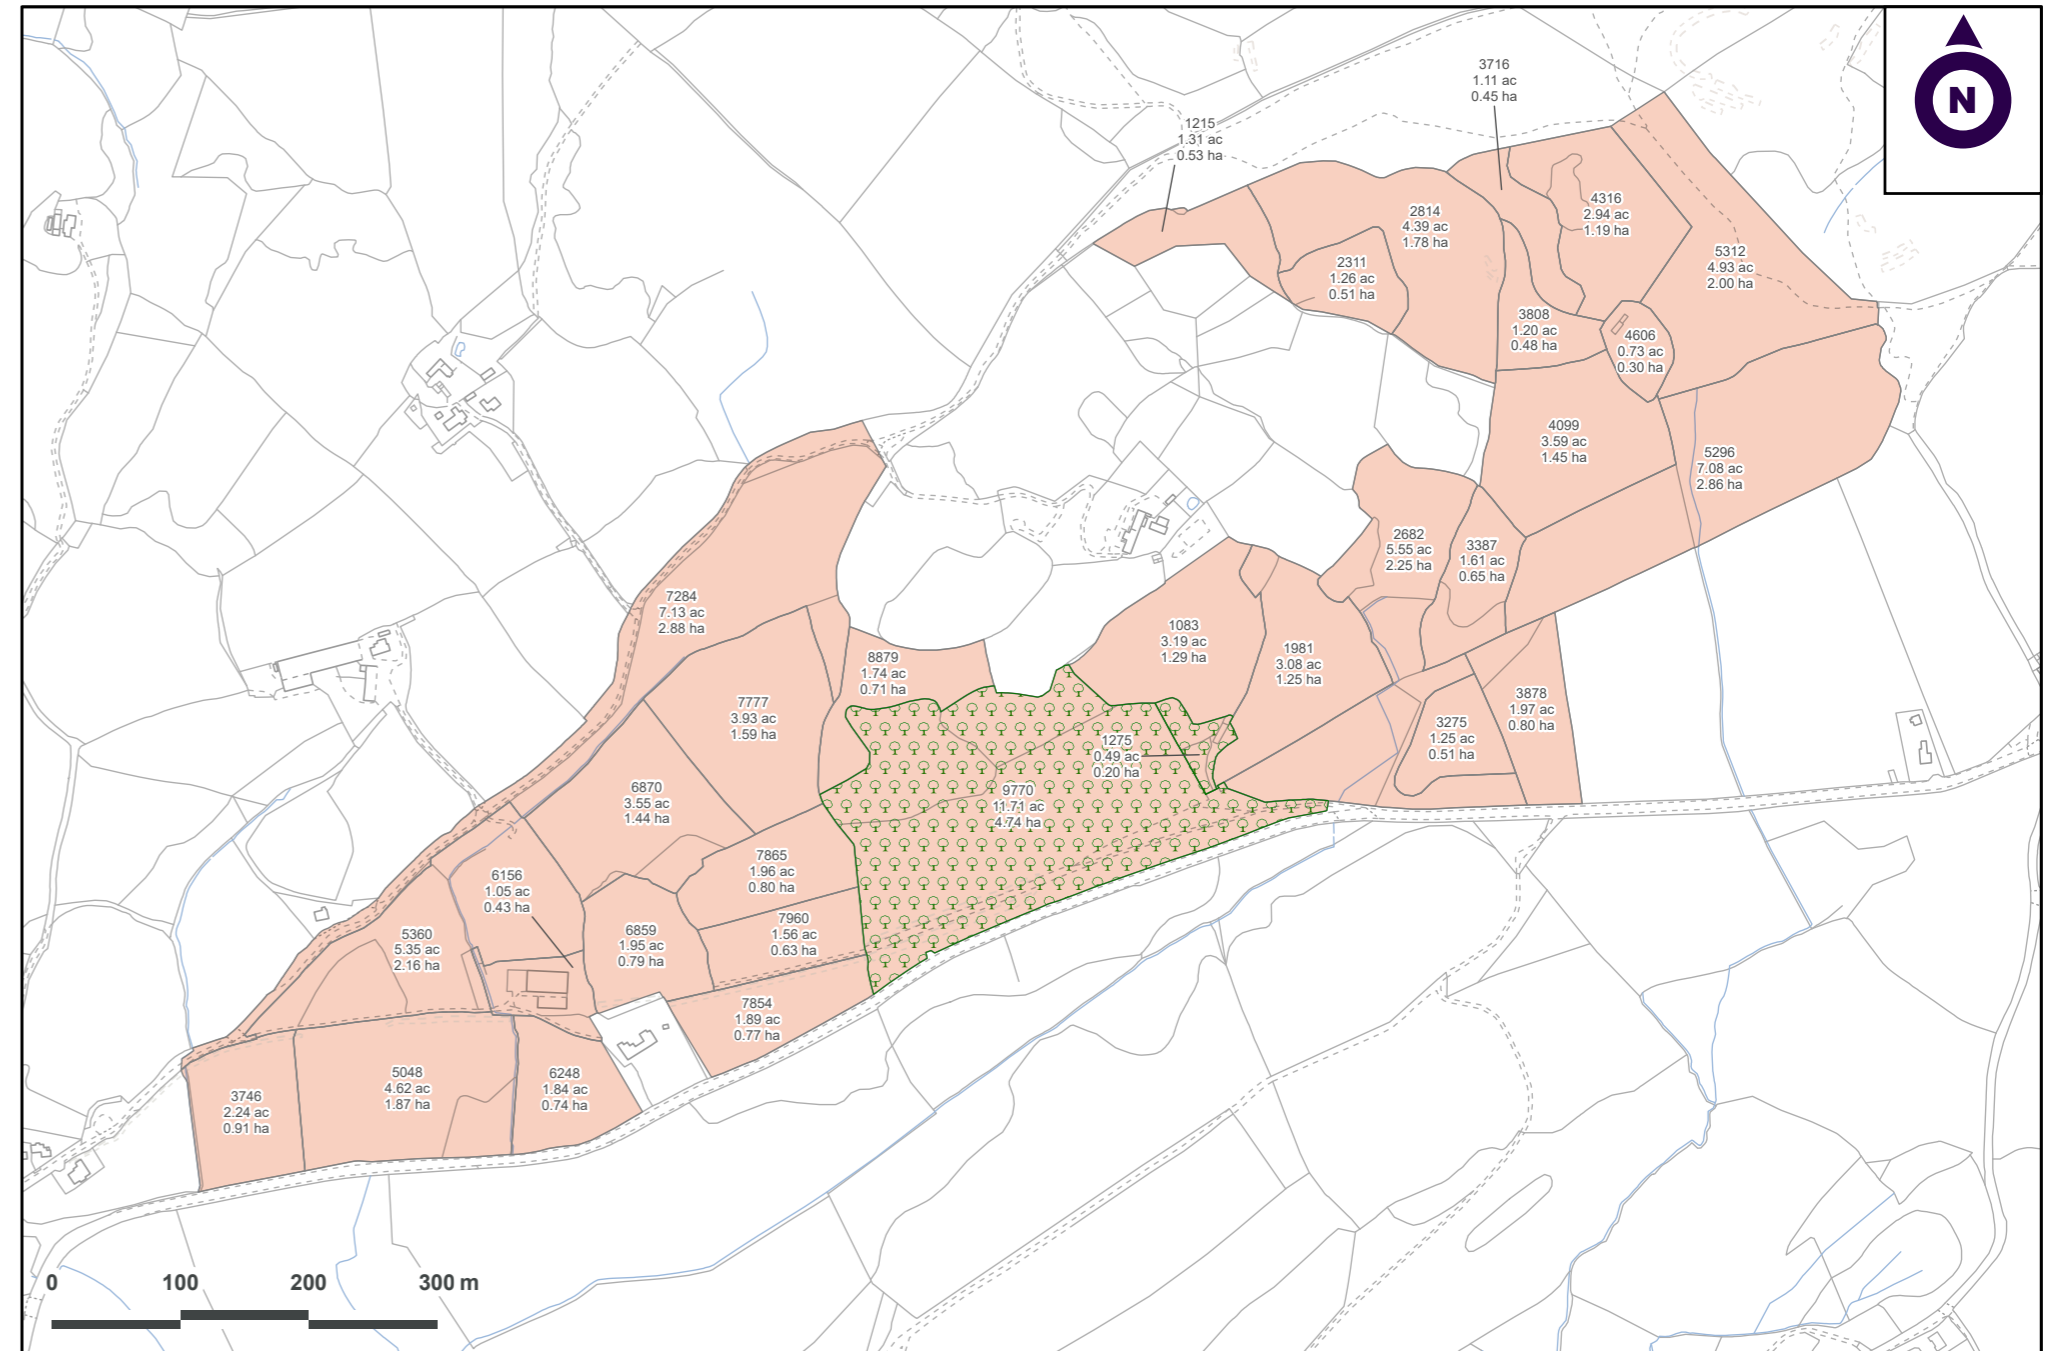 N
3716
1.11 ac
0.45 ha
1215
1.31 ac
0.53 ha
4316
2.94 ac
1.19 ha
2814
4.39 ac
1.78 ha
5312
4.93 ac
2.00 ha
2311
1.26 ac
0.51 ha
3808
1.20 ac
0.48 ha
4606
0.73 ac
0.30 ha
4099
3.59 ac
1.45 ha
5296
7.08 ac
2.86 ha
2682
5.55 ac
2.25 ha
3387
1.61 ac
0.65 ha
7284
7.13 ac
2.88 ha
1083
3.19 ac
1.29 ha
1981
3.08 ac
1.25 ha
8879
1.74 ac
0.71 ha
3878
1.97 ac
0.80 ha
7777
3.93 ac
1.59 ha
3275
1.25 ac
0.51 ha
1275
0.49 ac
0.20 ha
6870
3.55 ac
1.44 ha
9770
11.71 ac
4.74 ha
7865
1.96 ac
0.80 ha
6156
1.05 ac
0.43 ha
7960
1.56 ac
0.63 ha
6859
1.95 ac
0.79 ha
5360
5.35 ac
2.16 ha
7854
1.89 ac
0.77 ha
5048
4.62 ac
1.87 ha
6248
1.84 ac
0.74 ha
3746
2.24 ac
0.91 ha
0 100 200 300 m